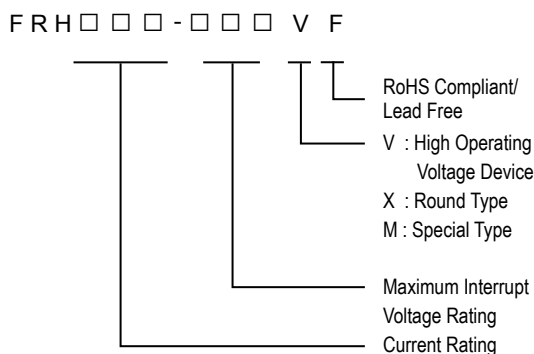 FRH□□□-□□□VF
RoHS Compliant/
Lead Free
V : High Operating
Voltage Device
X : Round Type
M : Special Type
Maximum Interrupt
Voltage Rating
Current Rating